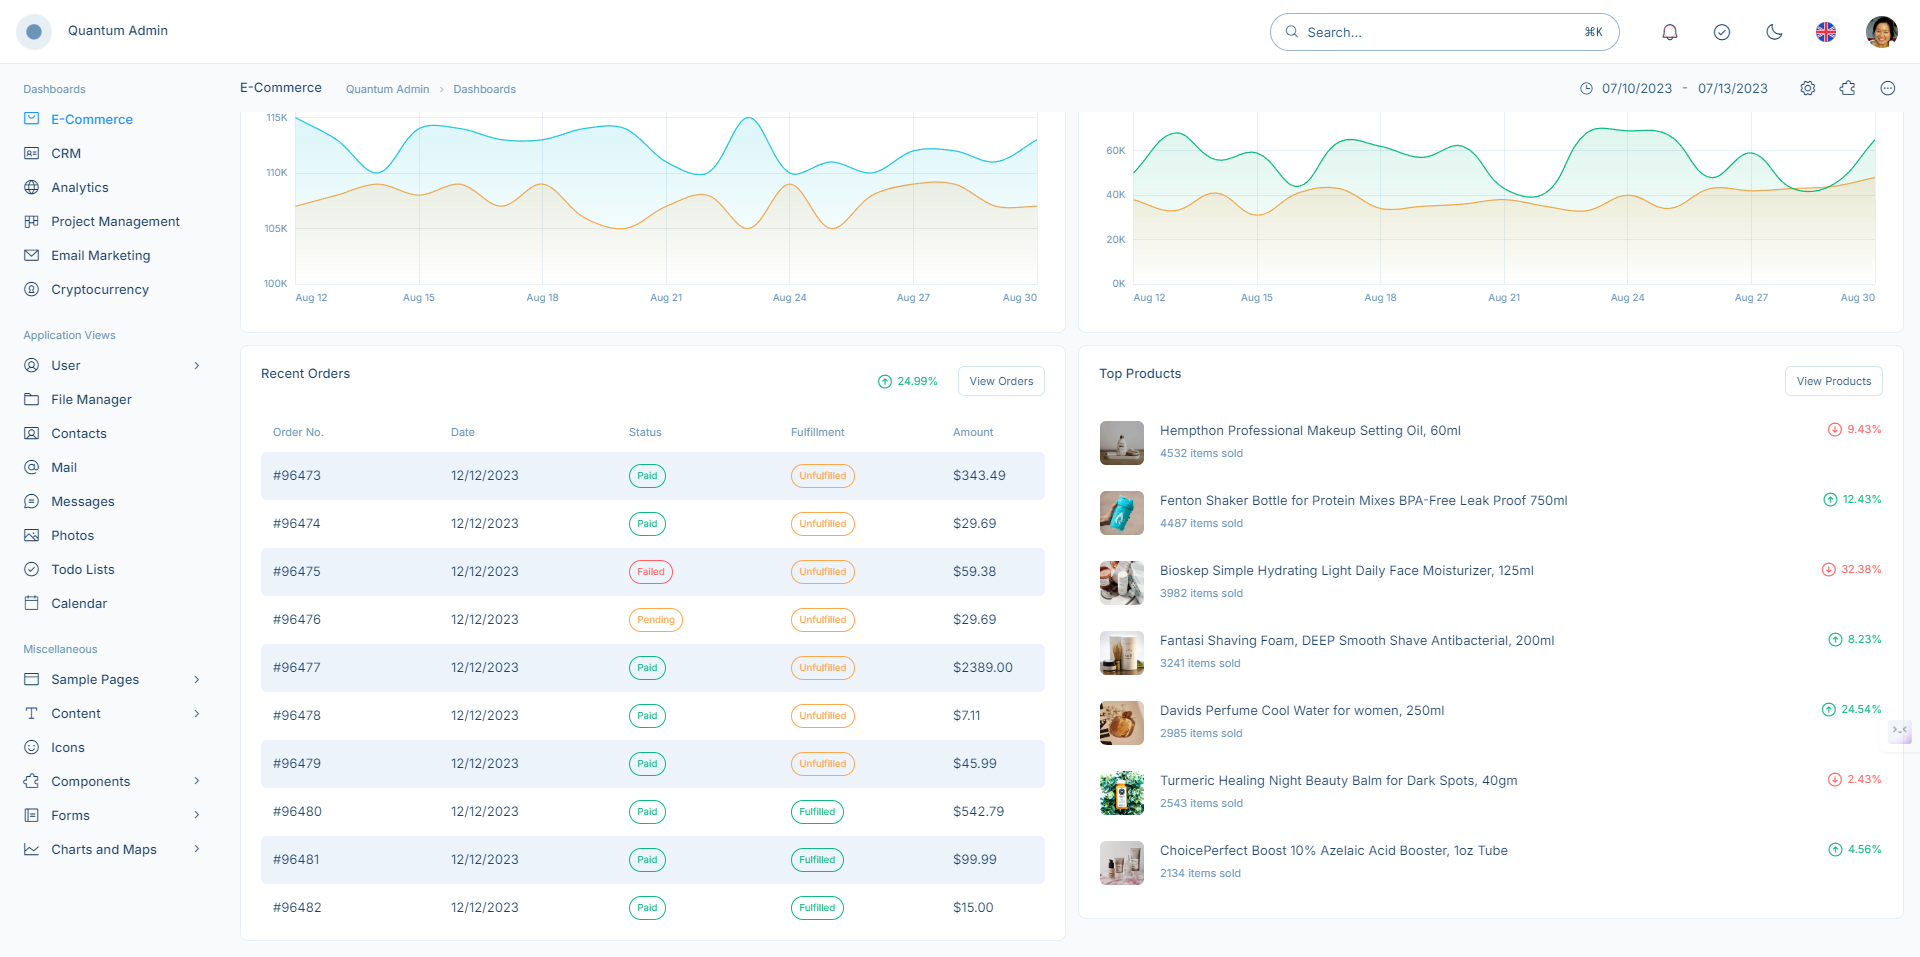 Quantum Admin
Search...
⌘K
Dashboards
E-Commerce
CRM
Analytics
Project Management
Email Marketing
Cryptocurrency
Application Views
User
File Manager
Contacts
Mail
Messages
Photos
Todo Lists
Calendar
Miscellaneous
Sample Pages
Content
Icons
Components
Forms
Charts and Maps
E-Commerce
Quantum Admin > Dashboards
07/10/2023 - 07/13/2023
115K
110K
105K
100K
Aug 12 Aug 15 Aug 18 Aug 21 Aug 24 Aug 27 Aug 30
60K
40K
20K
0K
Aug 12 Aug 15 Aug 18 Aug 21 Aug 24 Aug 27 Aug 30
Recent Orders
24.99%
View Orders
Order No. Date Status Fulfillment Amount
#96473 12/12/2023 Paid Unfulfilled $343.49
#96474 12/12/2023 Paid Unfulfilled $29.69
#96475 12/12/2023 Failed Unfulfilled $59.38
#96476 12/12/2023 Pending Unfulfilled $29.69
#96477 12/12/2023 Paid Unfulfilled $2389.00
#96478 12/12/2023 Paid Unfulfilled $7.11
#96479 12/12/2023 Paid Unfulfilled $45.99
#96480 12/12/2023 Paid Fulfilled $542.79
#96481 12/12/2023 Paid Fulfilled $99.99
#96482 12/12/2023 Paid Fulfilled $15.00
Top Products
View Products
Hempthon Professional Makeup Setting Oil, 60ml
9.43%
4532 items sold
Fenton Shaker Bottle for Protein Mixes BPA-Free Leak Proof 750ml
12.43%
4487 items sold
Bioskep Simple Hydrating Light Daily Face Moisturizer, 125ml
32.38%
3982 items sold
Fantasi Shaving Foam, DEEP Smooth Shave Antibacterial, 200ml
8.23%
3241 items sold
Davids Perfume Cool Water for women, 250ml
24.54%
2985 items sold
Turmeric Healing Night Beauty Balm for Dark Spots, 40gm
2.43%
2543 items sold
ChoicePerfect Boost 10% Azelaic Acid Booster, 1oz Tube
4.56%
2134 items sold